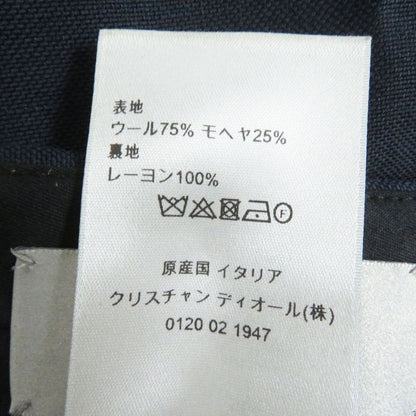 表地
ウール75% モヘヤ25%
裏地
レーヨン100%
F
原産国 イタリア
クリスチャン ディオール(株)
0120 02 1947